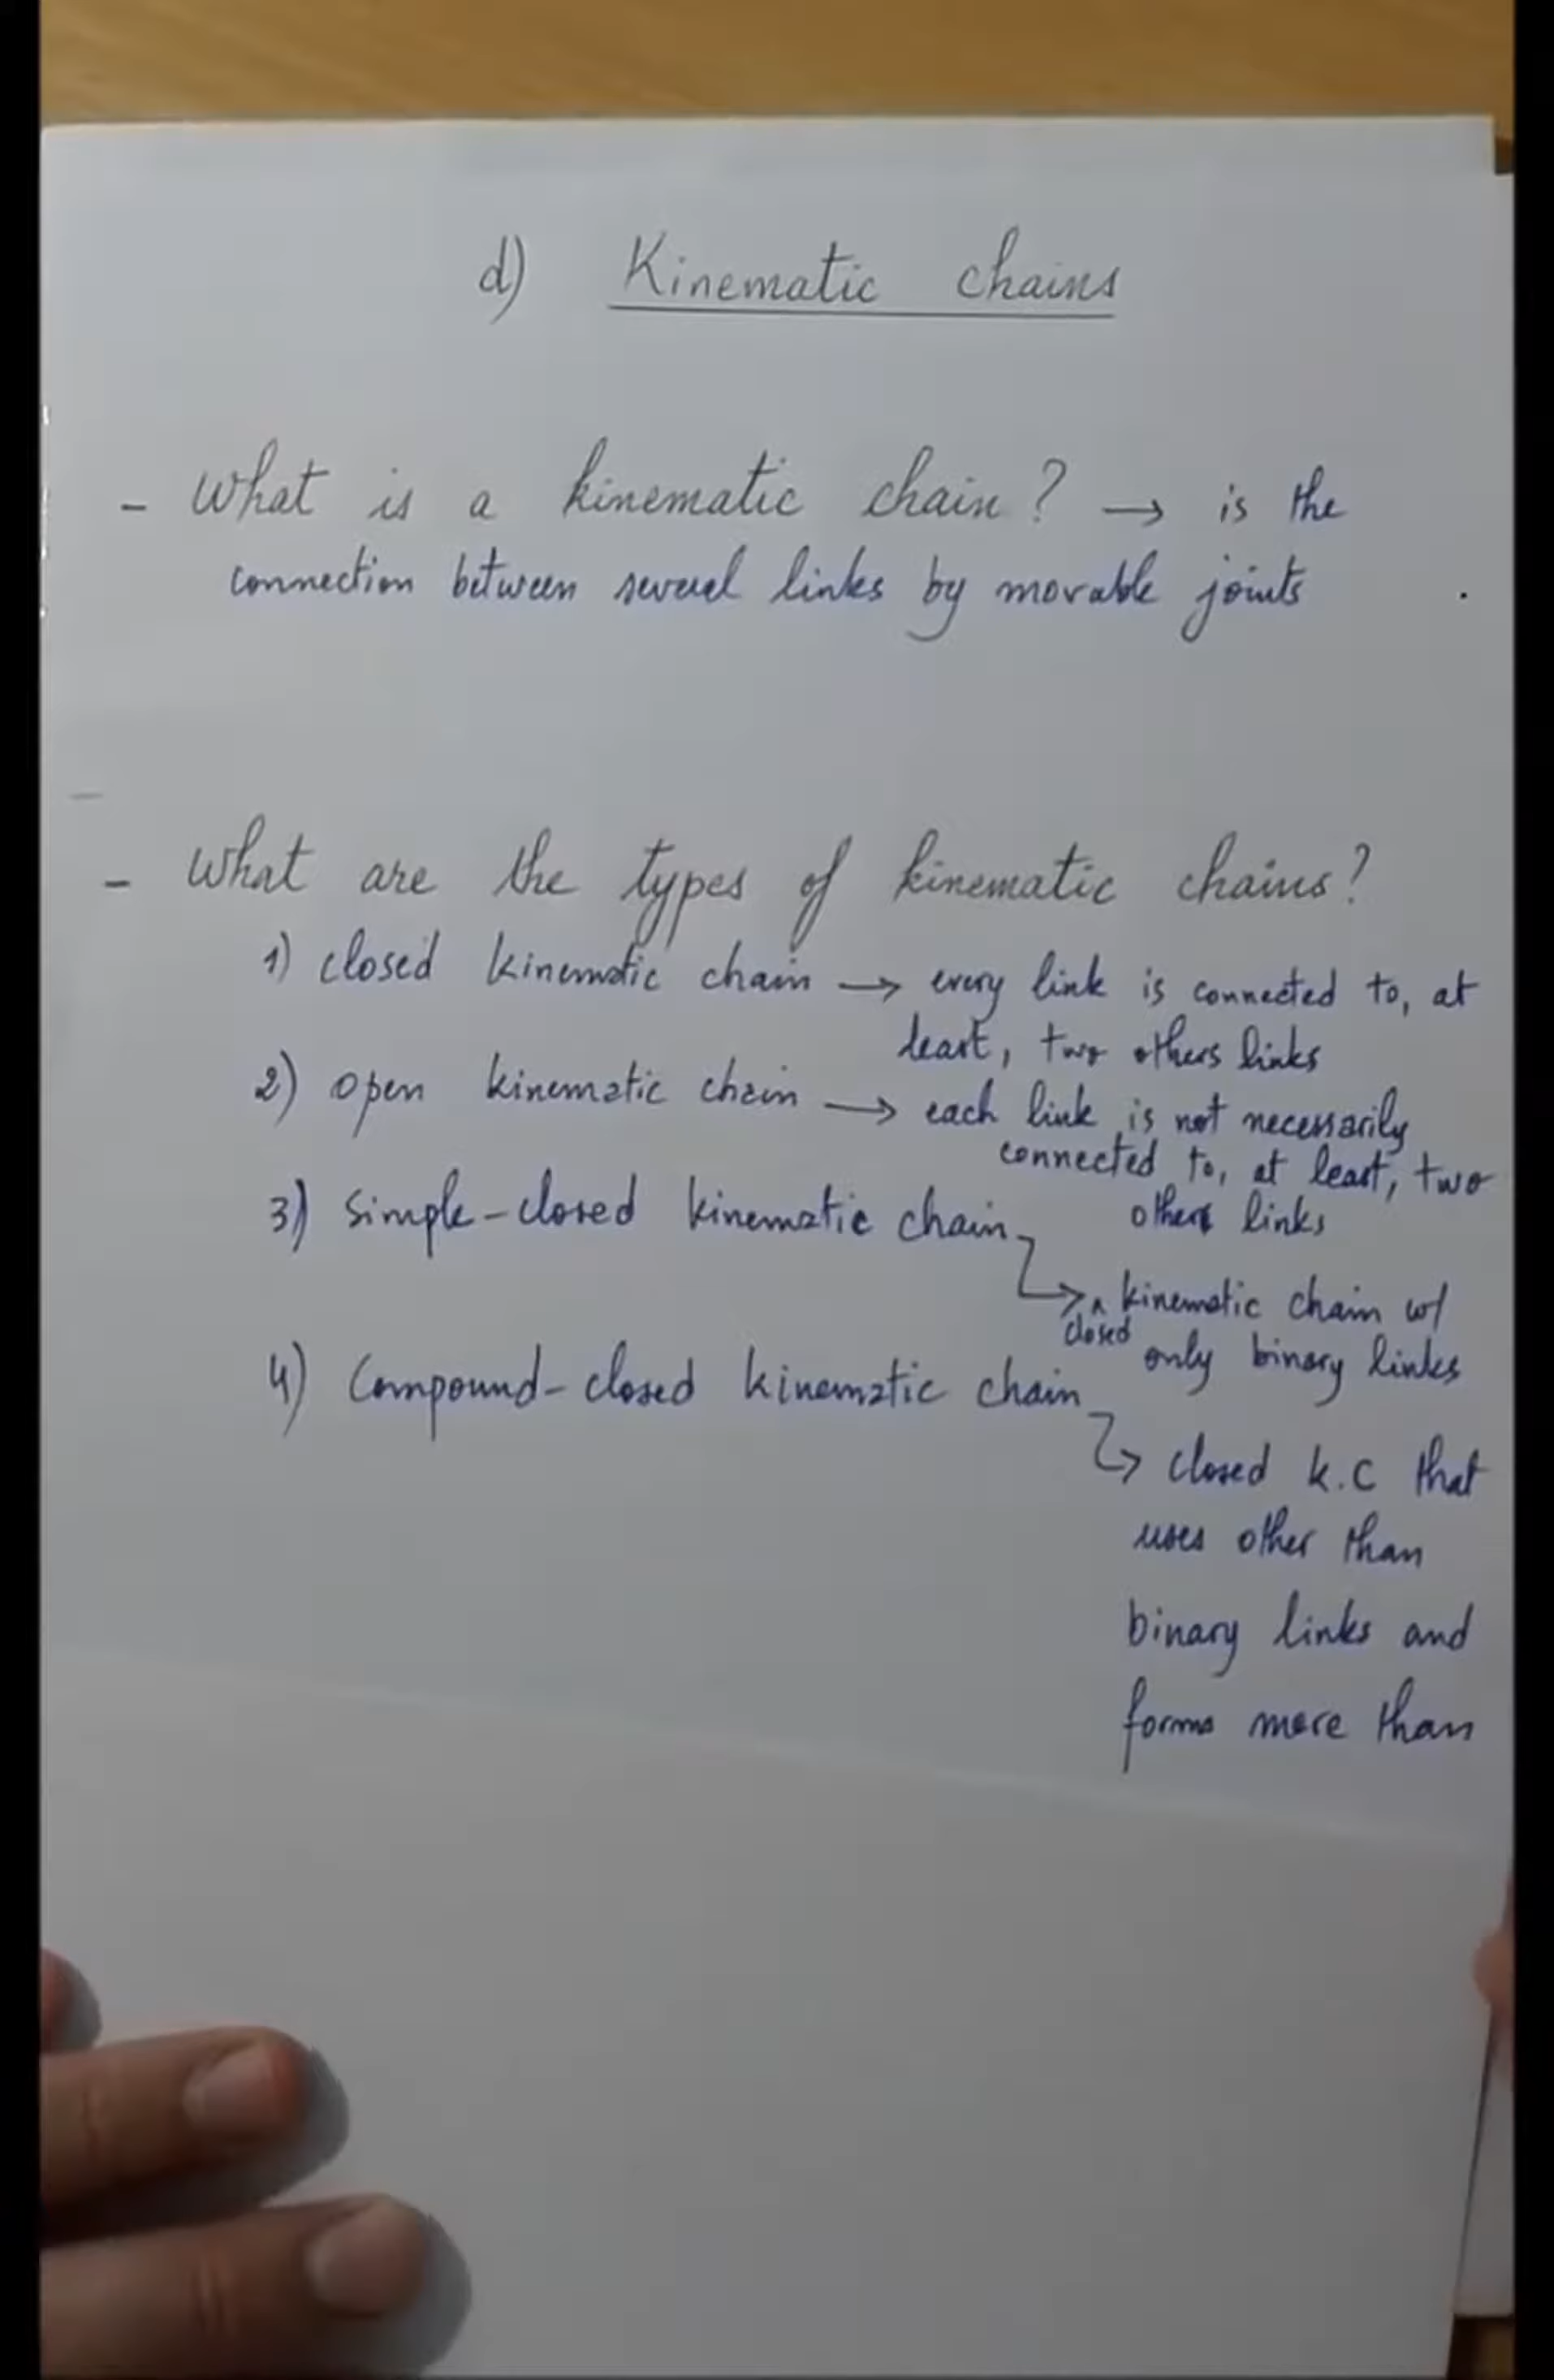 d) Kinematic chains
- What is a kinematic chain? → is the
connection between several links by movable joints
- What are the types of kinematic chains?
1) closed kinematic chain → every link is connected to, at
least, two others links
2) open kinematic chain → each link is not necessarily
connected to, at least, two
others links
3) Simple-closed kinematic chain
↳ ^ kinematic chain w/
closed
only binary links
4) Compound-closed kinematic chain
↳ closed k.c that
uses other than
binary links and
forms more than